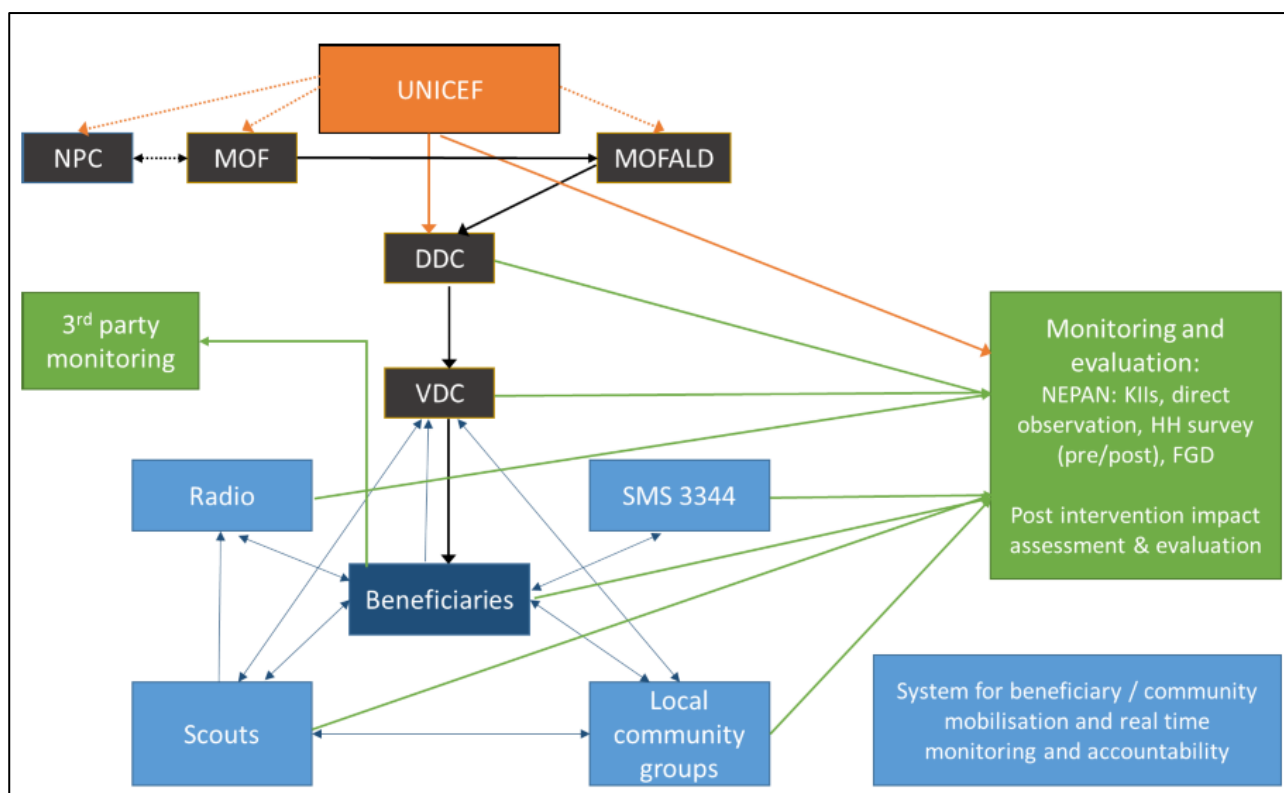 UNICEF
NPC
MOF
MOFALD
DDC
3rd party
monitoring
Monitoring and
evaluation:
NEPAN: KIIs, direct
observation, HH survey
(pre/post), FGD
Post intervention impact
assessment & evaluation
VDC
Radio
SMS 3344
Beneficiaries
Scouts
Local
community
groups
System for beneficiary / community
mobilisation and real time
monitoring and accountability